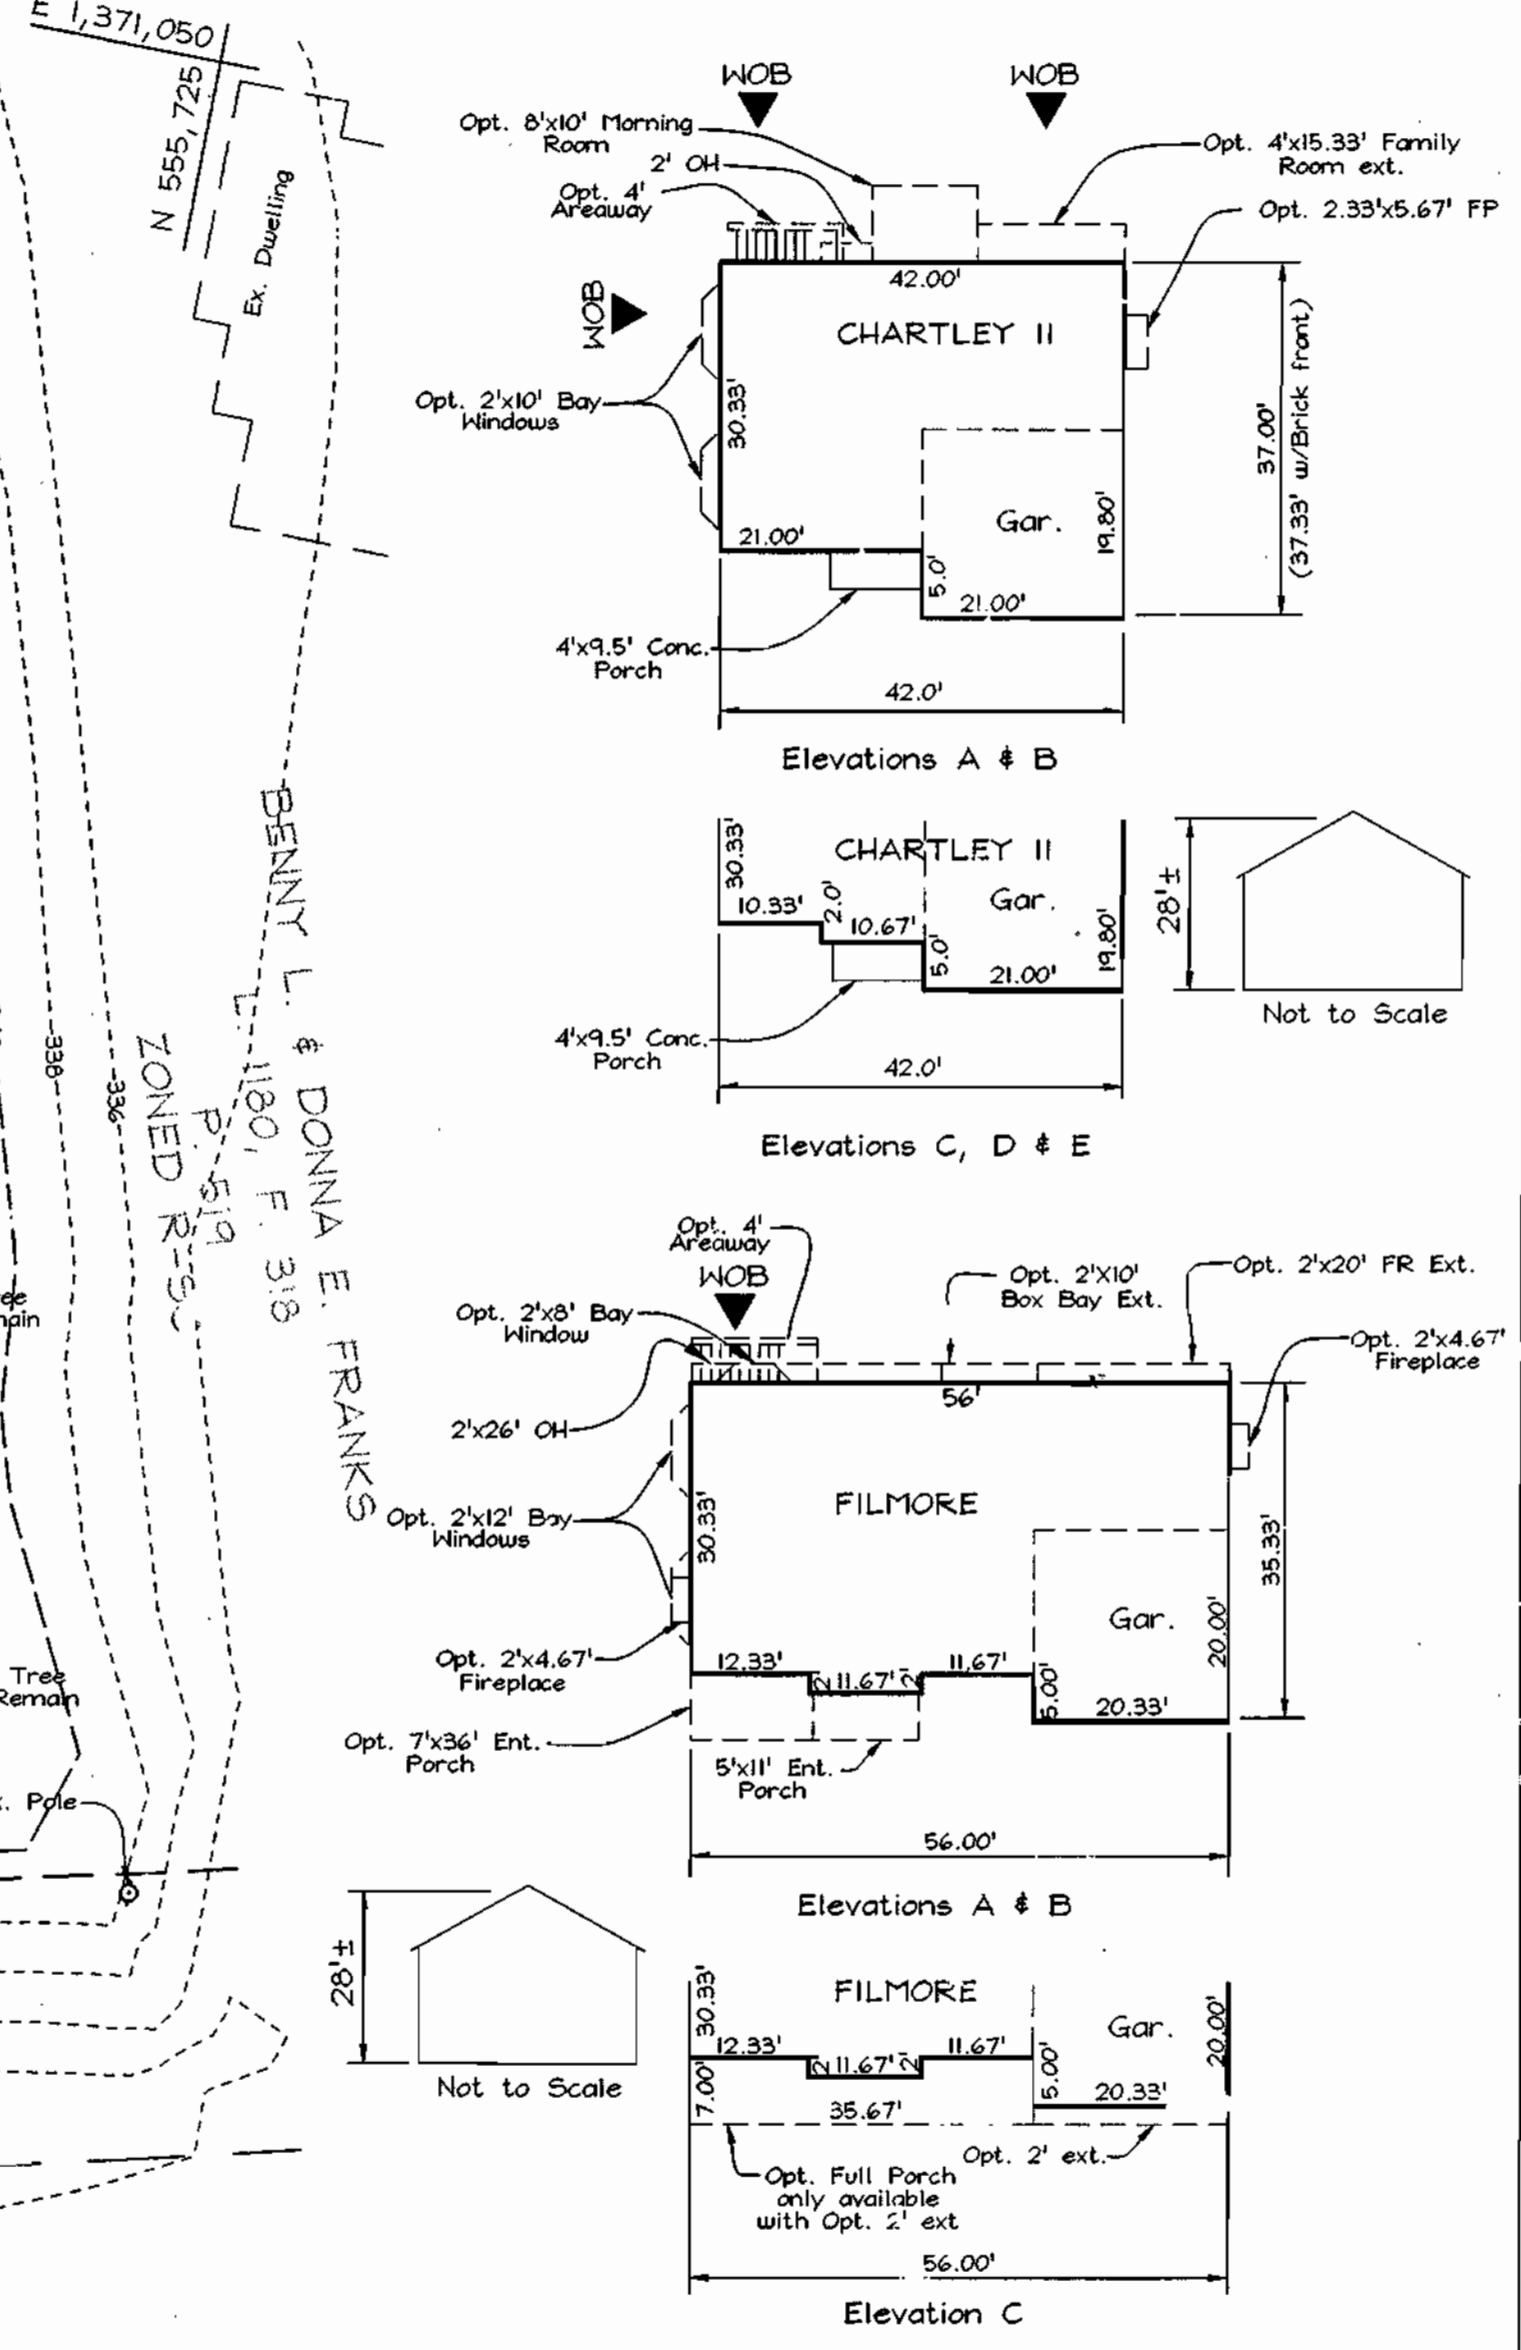 E 1,371,050
N 555,725
Ex. Dwelling
WOB
WOB
Opt. 8'x10' Morning
Room
2' OH
Opt. 4'
Areaway
Opt. 4'x15.33' Family
Room ext.
Opt. 2.33'x5.67' FP
42.00'
WOB
CHARTLEY II
Opt. 2'x10' Bay
Windows
30.33'
37.00'
(37.33' w/Brick front)
Gar.
19.80'
21.00'
5.0'
21.00'
4'x9.5' Conc.
Porch
42.0'
Elevations A & B
30.33'
CHARTLEY II
Gar.
10.33'
2.0'
10.67'
5.0'
19.80'
21.00'
28'±
Not to Scale
4'x9.5' Conc.
Porch
42.0'
Elevations C, D & E
BENNY L. & DONNA E. FRANKS
L. 1180, F. 318
P. 519
ZONED R-S
338
336
Opt. 4'
Areaway
WOB
Opt. 2'x8' Bay
Window
Opt. 2'X10'
Box Bay Ext.
Opt. 2'x20' FR Ext.
Opt. 2'x4.67'
Fireplace
56'
2'x26' OH
FILMORE
Opt. 2'x12' Bay
Windows
30.33'
35.33'
Gar.
20.00'
Opt. 2'x4.67'
Fireplace
12.33'
2
11.67'
2
11.67'
5.00'
20.33'
Opt. 7'x36' Ent.
Porch
5'x11' Ent.
Porch
56.00'
Elevations A & B
Tree
Remain
Pole
28'±
Not to Scale
FILMORE
30.33'
Gar.
20.00'
12.33'
2
11.67'
2
11.67'
5.00'
20.33'
7.00'
35.67'
Opt. 2' ext.
Opt. Full Porch
only available
with Opt. 2' ext
56.00'
Elevation C